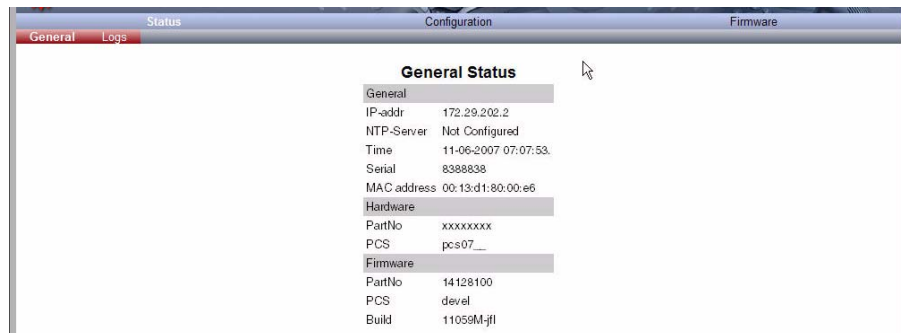 Status Configuration Firmware
General Logs
General Status
General
IP-addr 172.29.202.2
NTP-Server Not Configured
Time 11-06-2007 07:07:53.
Serial 8388838
MAC address 00:13:d1:80:00:e6
Hardware
PartNo xxxxxxxx
PCS pcs07__
Firmware
PartNo 14128100
PCS devel
Build 11059M-jfl